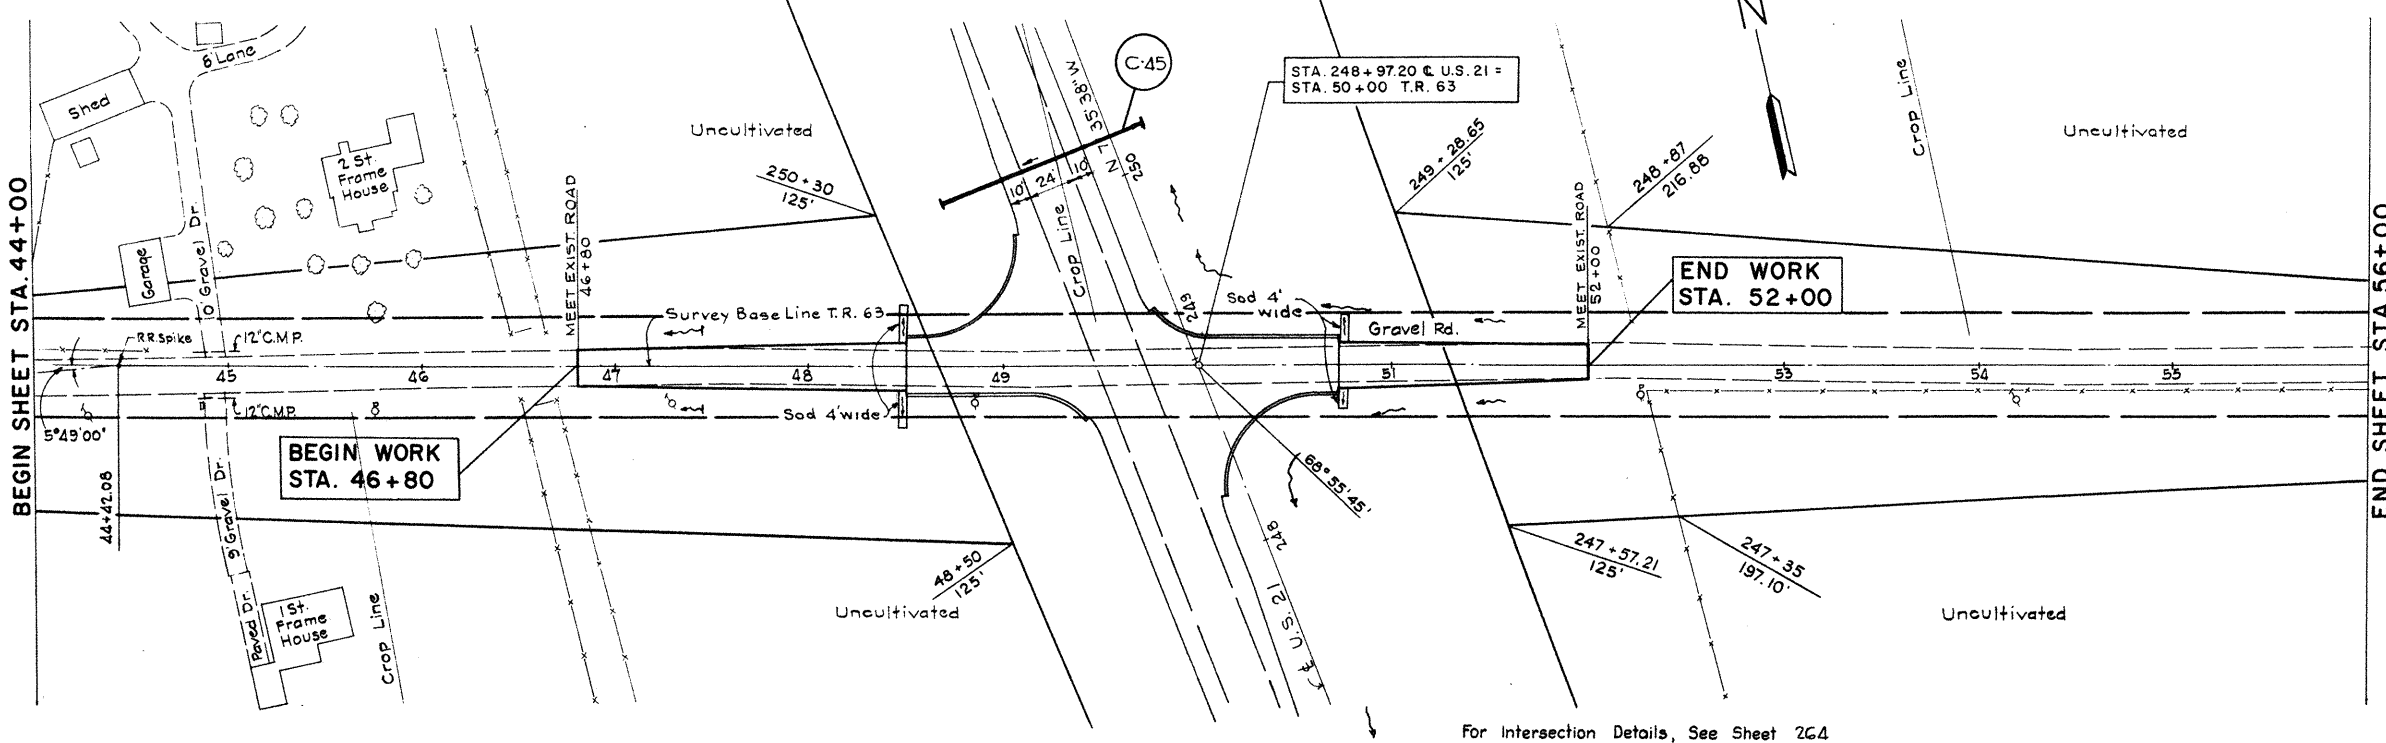 BEGIN SHEET STA. 44+00
Shed
8' Lane
10' Gravel Dr.
Garage
2 St.
Frame
House
R.R. Spike
12" C.M.P.
12" C.M.P.
5°49'00"
44+42.08
9' Gravel Dr.
Paved Dr.
1 St.
Frame
House
Crop Line
BEGIN WORK
STA. 46+80
MEET EXIST. ROAD
46+80
Survey Base Line T.R. 63
45
46
47
48
49
51
53
54
55
Uncultivated
250+30
125'
Sod 4' wide
48+50
125'
Uncultivated
C-45
10'
24'
10'
35' 38" W
250
Crop Line
249
248
STA. 248+97.20 ℄ U.S. 21 =
STA. 50+00 T.R. 63
Sod 4'
wide
Gravel Rd.
68°55'45"
℄ U.S. 21
249+28.65
125'
MEET EXIST. ROAD
52+00
248+87
216.88
END WORK
STA. 52+00
247+57.21
125'
247+35
197.10'
N
Crop Line
Uncultivated
Uncultivated
END SHEET STA. 56+00
For Intersection Details, See Sheet 264